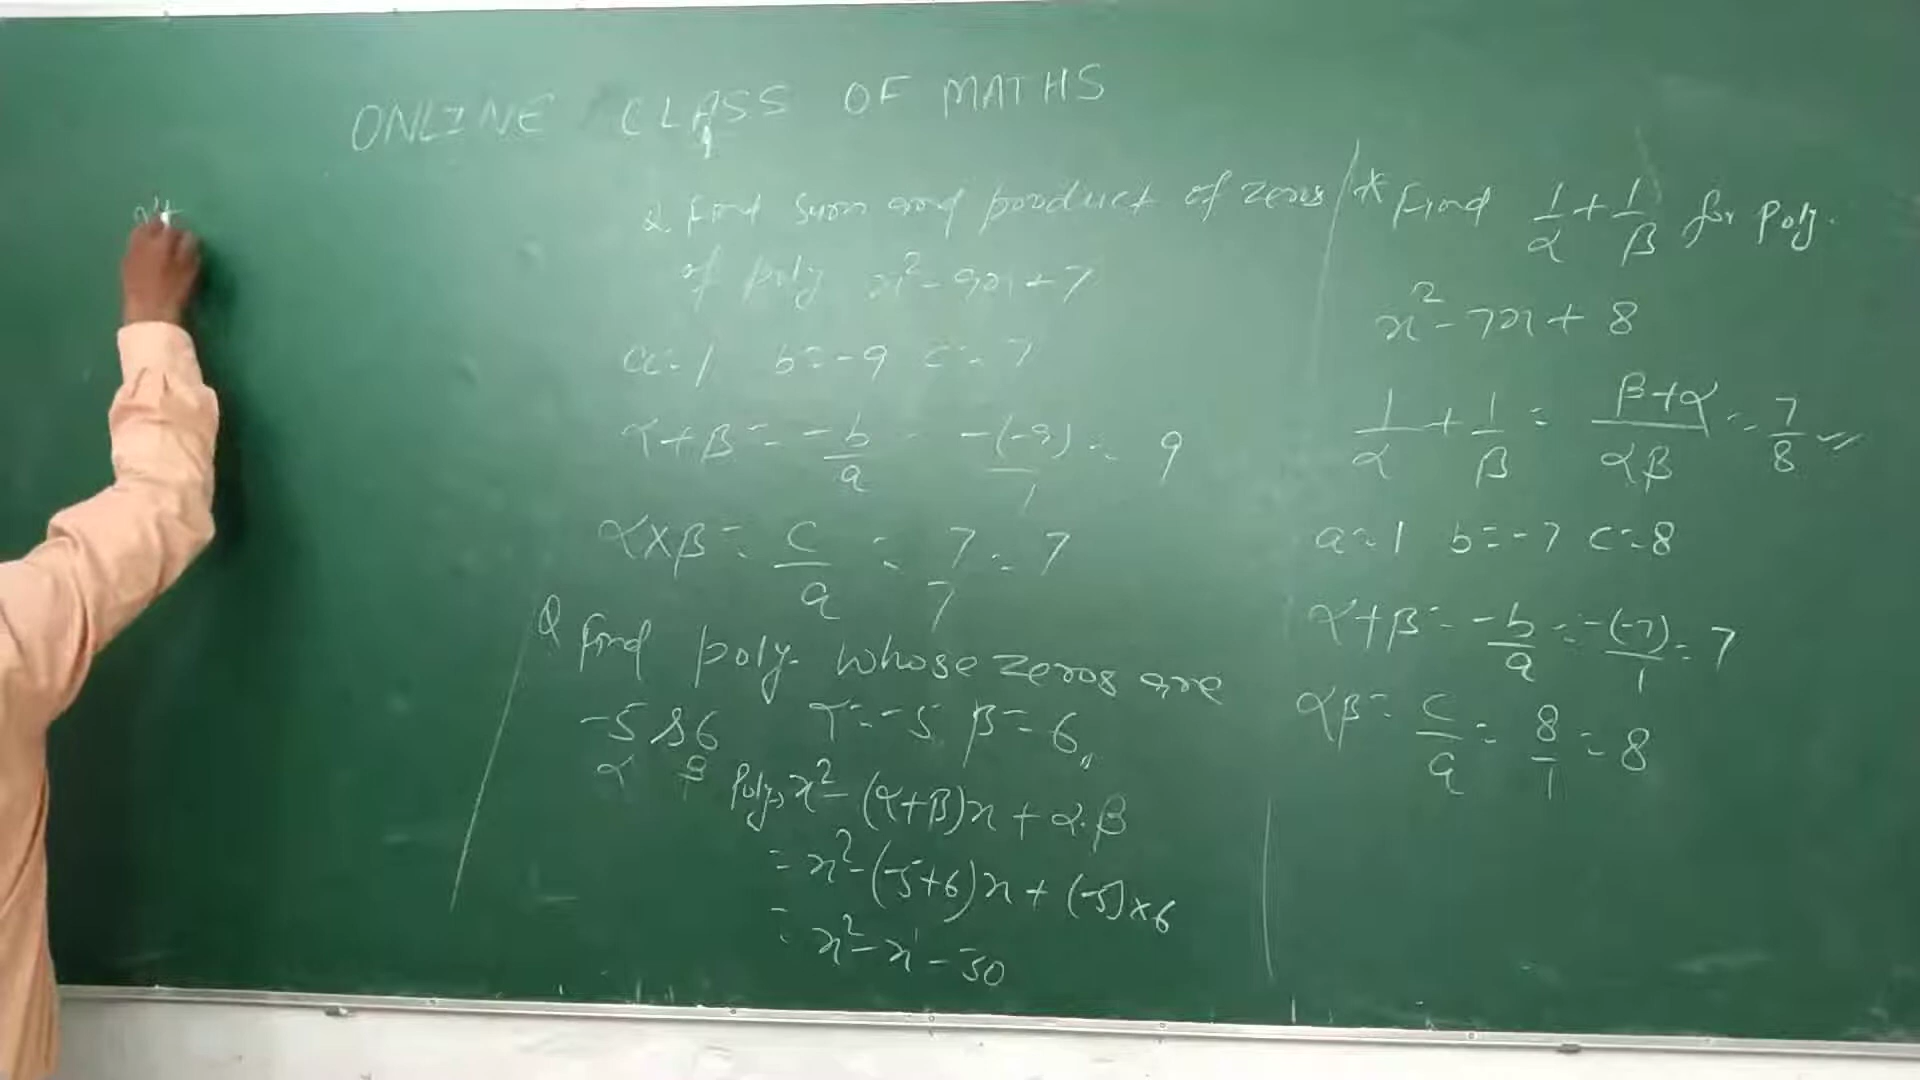 ONLINE CLASS OF MATHS
Q Find sum and product of zeros
of poly x² - 9x + 7
a = 1 b = -9 c = 7
α + β = -b/a = -(-9)/1 = 9
α x β = c/a = 7/7 = 7
Q Find poly. whose zeros are
-5 & 6 α = -5 β = 6,,
α β
Poly, x² - (α+β)x + α.β
= x² - (-5+6)x + (-5) x 6
= x² - x - 30
* Find 1/α + 1/β for Poly.
x² - 7x + 8
1/α + 1/β = β+α/αβ = 7/8
a = 1 b = -7 c = 8
α + β = -b/a = -(-7)/1 = 7
αβ = c/a = 8/1 = 8